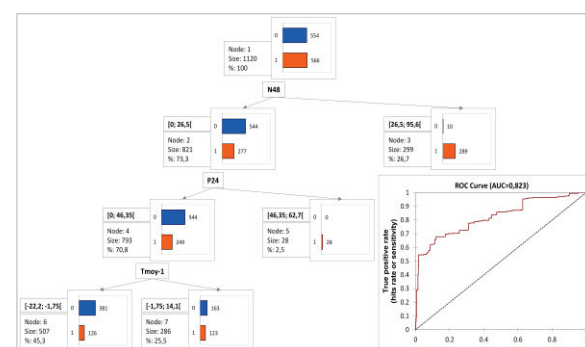 Node: 1
Size: 1120
%: 100
0 554
1 566
N48
[0; 26,5[
Node: 2
Size: 821
%: 73,3
0 544
1 277
[26,5; 95,6[
Node: 3
Size: 299
%: 26,7
0 10
1 289
P24
[0; 46,35[
Node: 4
Size: 793
%: 70,8
0 544
1 249
[46,35; 62,7[
Node: 5
Size: 28
%: 2,5
0 0
1 28
Tmoy-1
[-22,2; -1,75[
Node: 6
Size: 507
%: 45,3
0 381
1 126
[-1,75; 14,1[
Node: 7
Size: 286
%: 25,5
0 163
1 123
ROC Curve (AUC=0,823)
True positive rate
(hits rate or sensitivity)
1
0.9
0.8
0.7
0.6
0.5
0.4
0.3
0.2
0.1
0
0 0.2 0.4 0.6 0.8